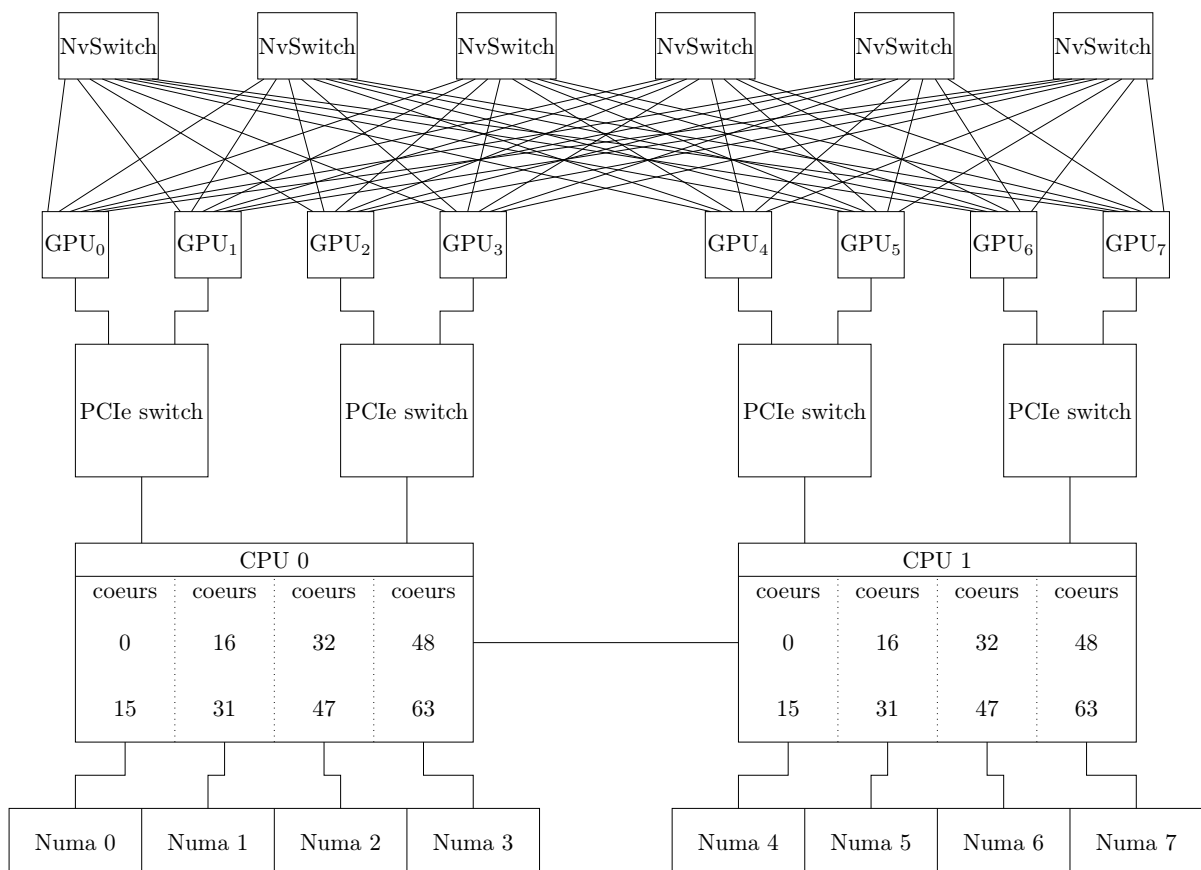 NvSwitch NvSwitch NvSwitch NvSwitch NvSwitch NvSwitch
GPU₀ GPU₁ GPU₂ GPU₃ GPU₄ GPU₅ GPU₆ GPU₇
PCIe switch PCIe switch PCIe switch PCIe switch
CPU 0 CPU 1
coeurs coeurs coeurs coeurs coeurs coeurs coeurs coeurs
0 16 32 48 0 16 32 48
15 31 47 63 15 31 47 63
Numa 0 Numa 1 Numa 2 Numa 3 Numa 4 Numa 5 Numa 6 Numa 7